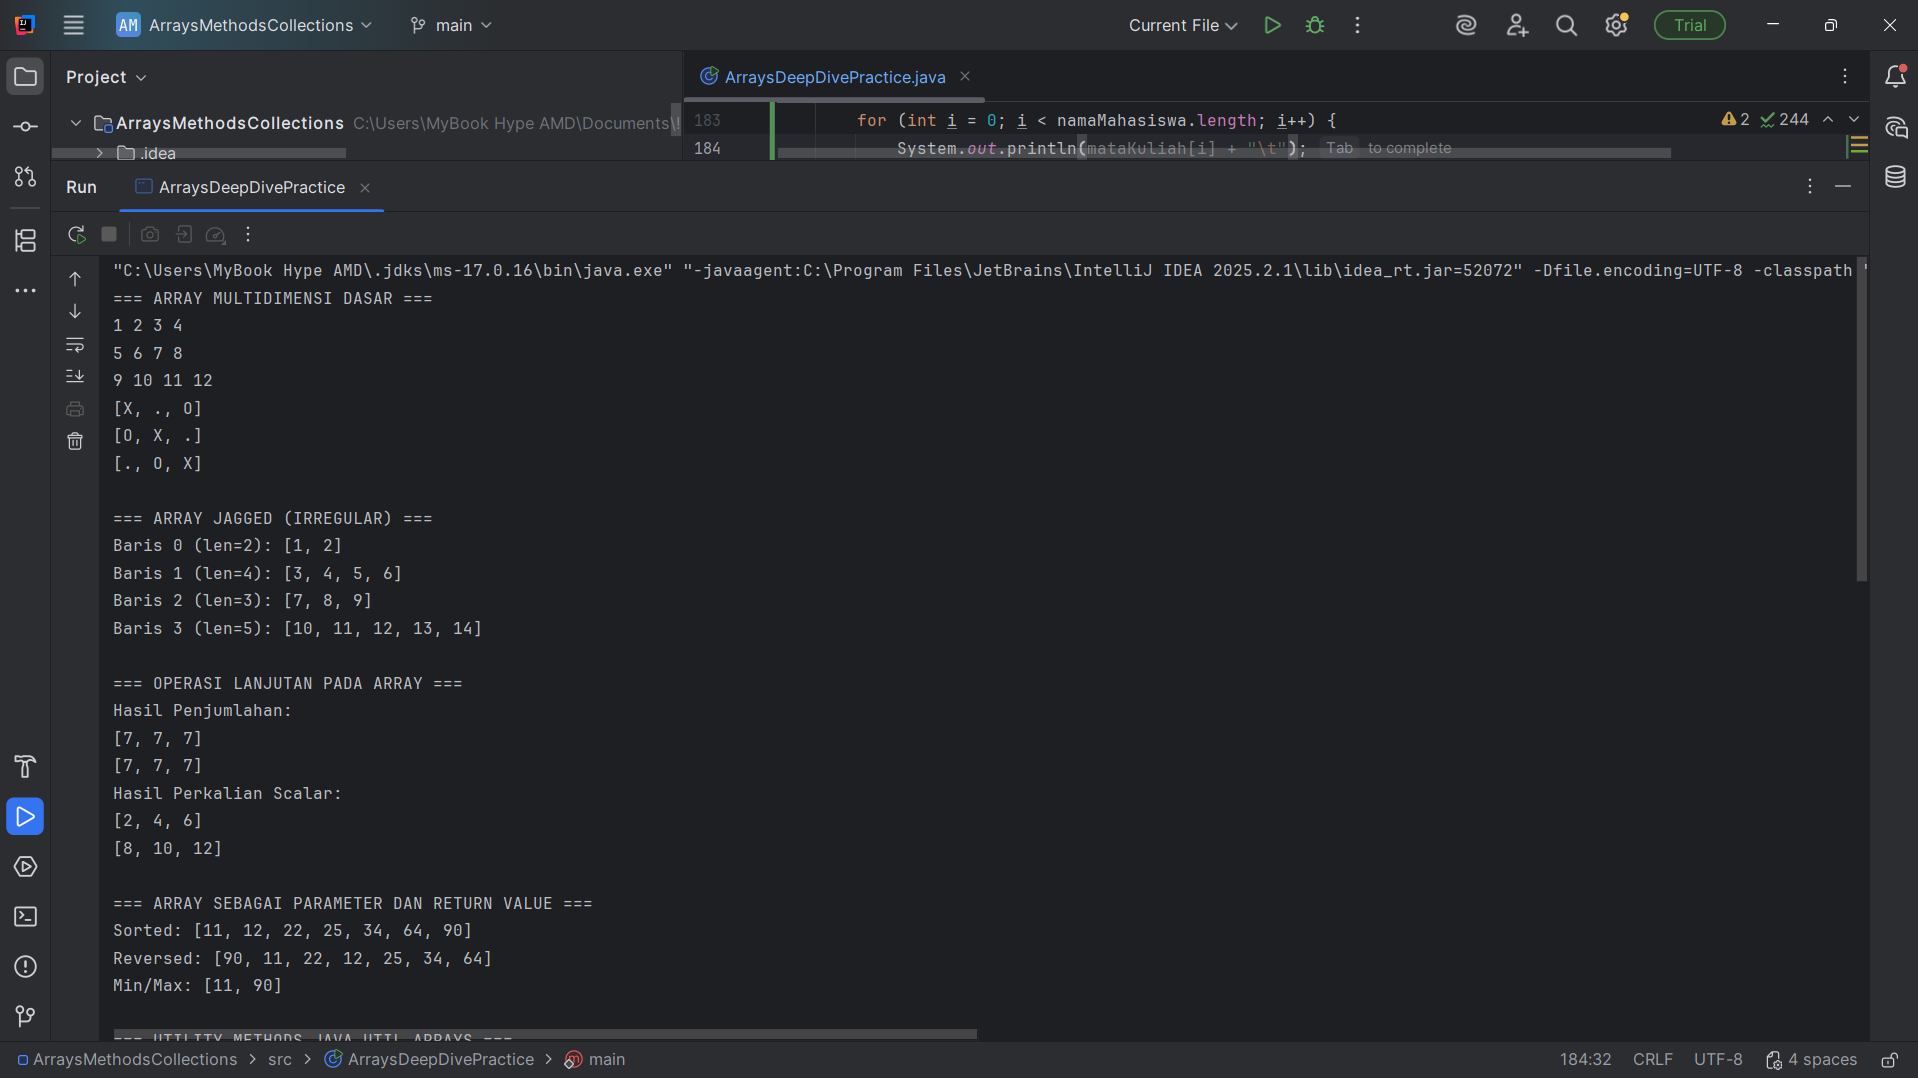 AM ArraysMethodsCollections main Current File Trial
Project
ArraysDeepDivePractice.java
ArraysMethodsCollections C:\Users\MyBook Hype AMD\Documents\
.idea
183 for (int i = 0; i < namaMahasiswa.length; i++) {
2 244
184 System.out.println(mataKuliah[i] + "\t"); Tab to complete
Run ArraysDeepDivePractice
"C:\Users\MyBook Hype AMD\.jdks\ms-17.0.16\bin\java.exe" "-javaagent:C:\Program Files\JetBrains\IntelliJ IDEA 2025.2.1\lib\idea_rt.jar=52072" -Dfile.encoding=UTF-8 -classpath "
=== ARRAY MULTIDIMENSI DASAR ===
1 2 3 4
5 6 7 8
9 10 11 12
[X, ., O]
[O, X, .]
[., O, X]
=== ARRAY JAGGED (IRREGULAR) ===
Baris 0 (len=2): [1, 2]
Baris 1 (len=4): [3, 4, 5, 6]
Baris 2 (len=3): [7, 8, 9]
Baris 3 (len=5): [10, 11, 12, 13, 14]
=== OPERASI LANJUTAN PADA ARRAY ===
Hasil Penjumlahan:
[7, 7, 7]
[7, 7, 7]
Hasil Perkalian Scalar:
[2, 4, 6]
[8, 10, 12]
=== ARRAY SEBAGAI PARAMETER DAN RETURN VALUE ===
Sorted: [11, 12, 22, 25, 34, 64, 90]
Reversed: [90, 11, 22, 12, 25, 34, 64]
Min/Max: [11, 90]
=== UTILITY METHODS JAVA UTIL ARRAYS ===
ArraysMethodsCollections > src > ArraysDeepDivePractice > main 184:32 CRLF UTF-8 4 spaces